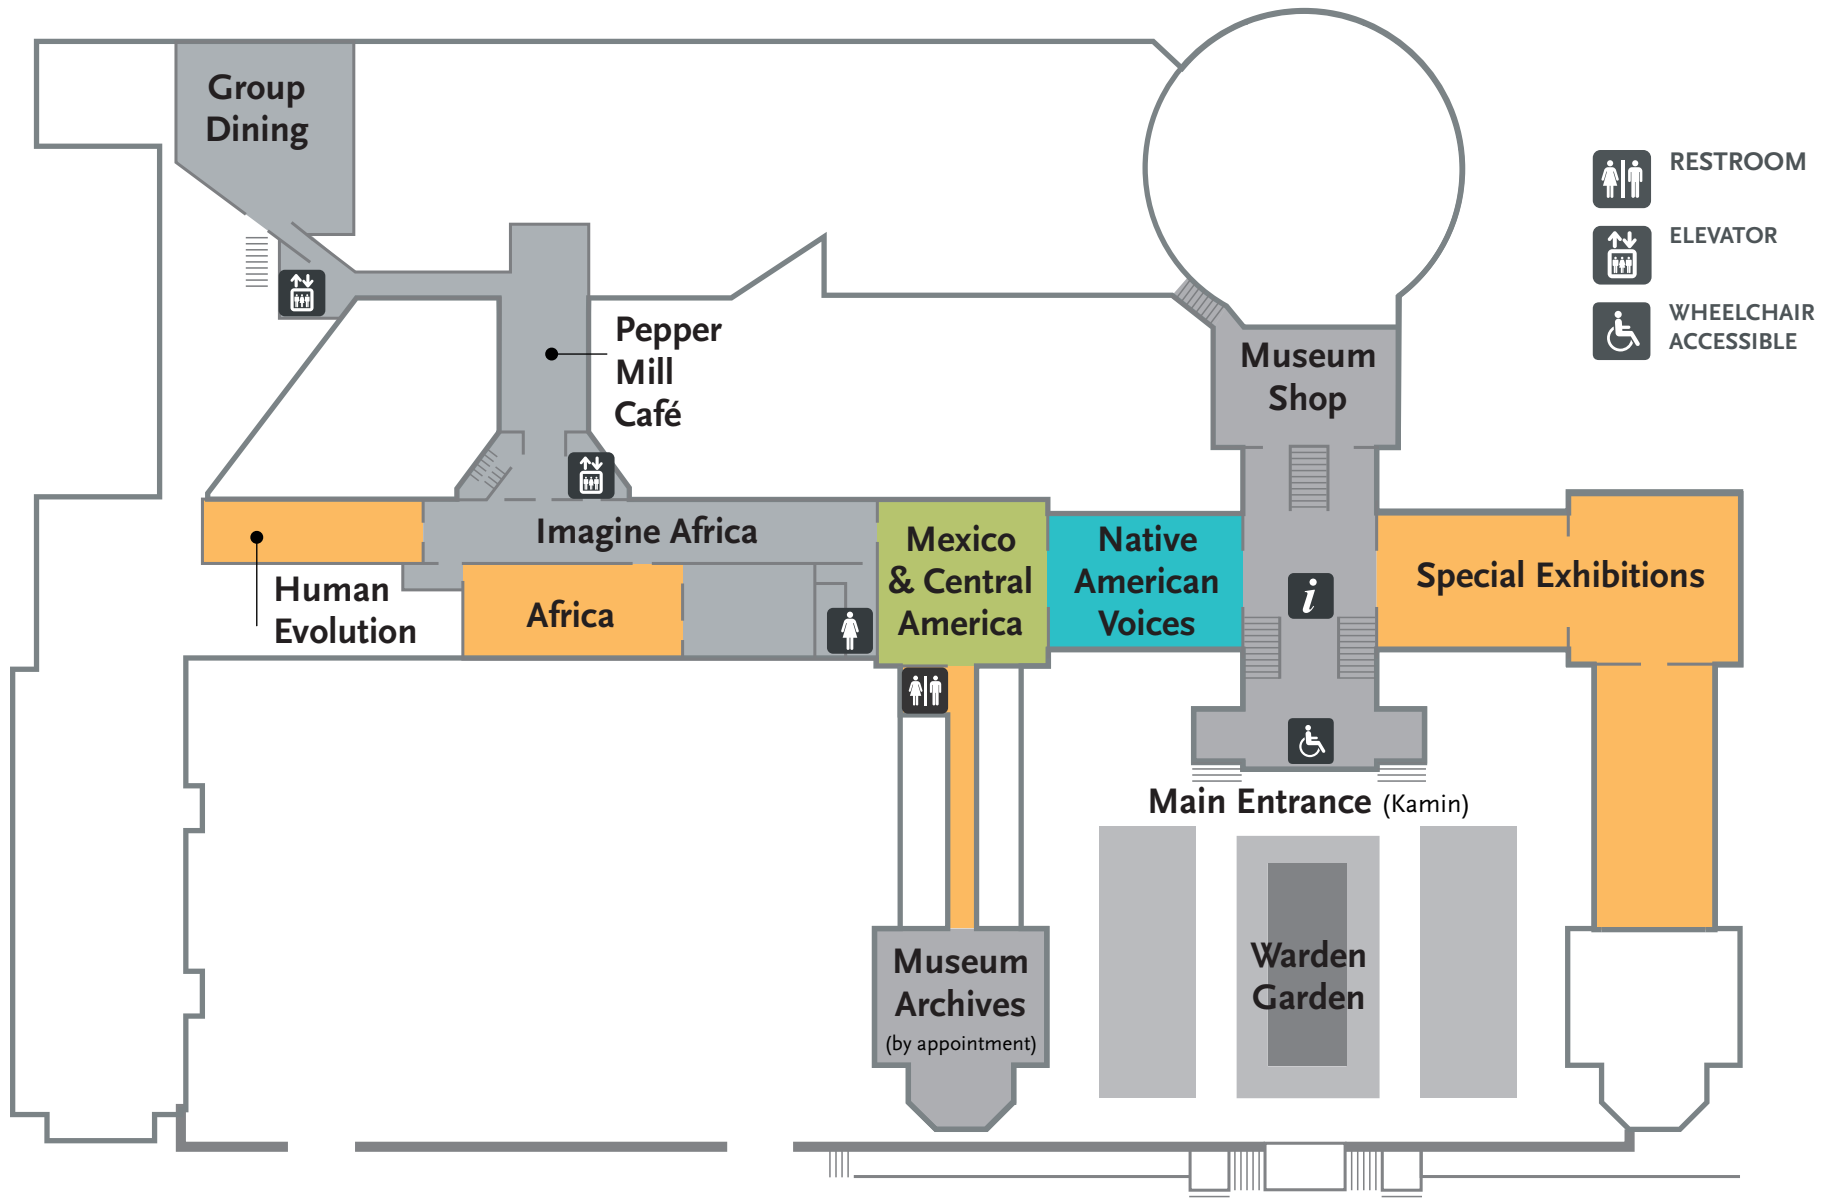 Group
Dining
RESTROOM
ELEVATOR
WHEELCHAIR
ACCESSIBLE
Pepper
Mill
Café
Museum
Shop
Imagine Africa
Mexico
& Central
America
Native
American
Voices
Special Exhibitions
Human
Evolution
Africa
i
Main Entrance (Kamin)
Museum
Archives
(by appointment)
Warden
Garden